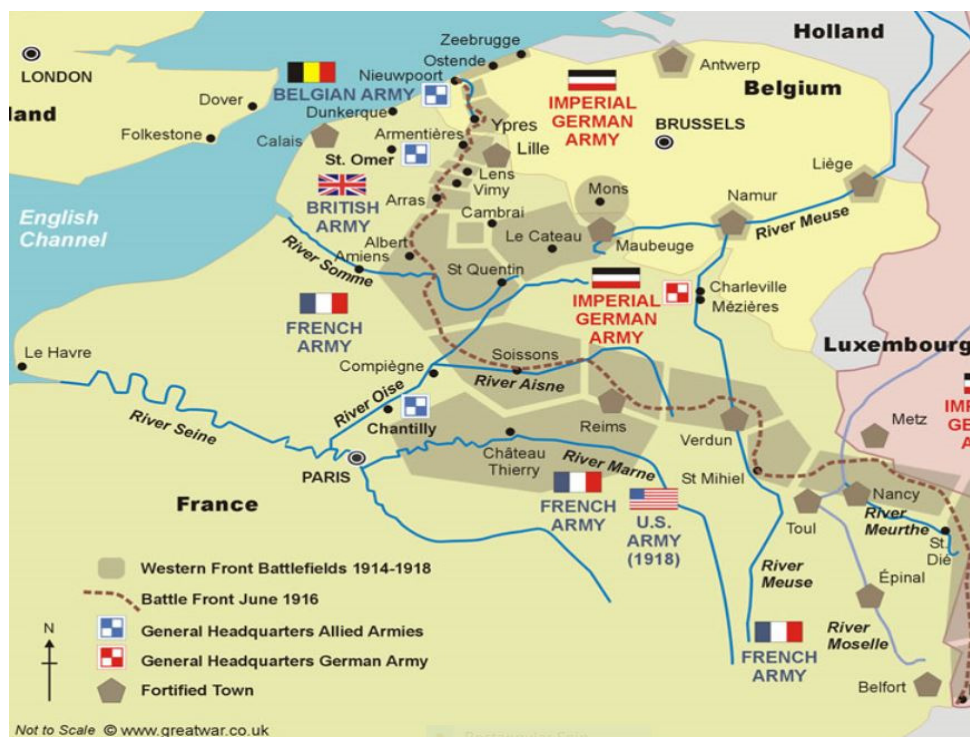 Zeebrugge
Ostende
Holland
LONDON
Nieuwpoort
Antwerp
BELGIAN ARMY
IMPERIAL
GERMAN
ARMY
Belgium
land
Dover
Dunkerque
Ypres
BRUSSELS
Folkestone
Calais
Armentières
Lille
St. Omer
Liège
Lens
Vimy
Mons
Namur
BRITISH
ARMY
Arras
River Meuse
English
Channel
Cambrai
Le Cateau
Maubeuge
Albert
Amiens
River Somme
St Quentin
Charleville
Mèzières
FRENCH
ARMY
IMPERIAL
GERMAN
ARMY
Luxembourg
Le Havre
Soissons
Compiègne
River Aisne
IMPE
GE
A
River Oise
Metz
River Seine
Chantilly
Reims
Verdun
Château
Thierry
River Marne
PARIS
St Mihiel
France
Nancy
FRENCH
ARMY
U.S.
ARMY
(1918)
Toul
River
Meurthe
St.
Dié
Western Front Battlefields 1914-1918
River
Meuse
Épinal
Battle Front June 1916
N
General Headquarters Allied Armies
River
Moselle
General Headquarters German Army
FRENCH
ARMY
Fortified Town
Belfort
Not to Scale © www.greatwar.co.uk